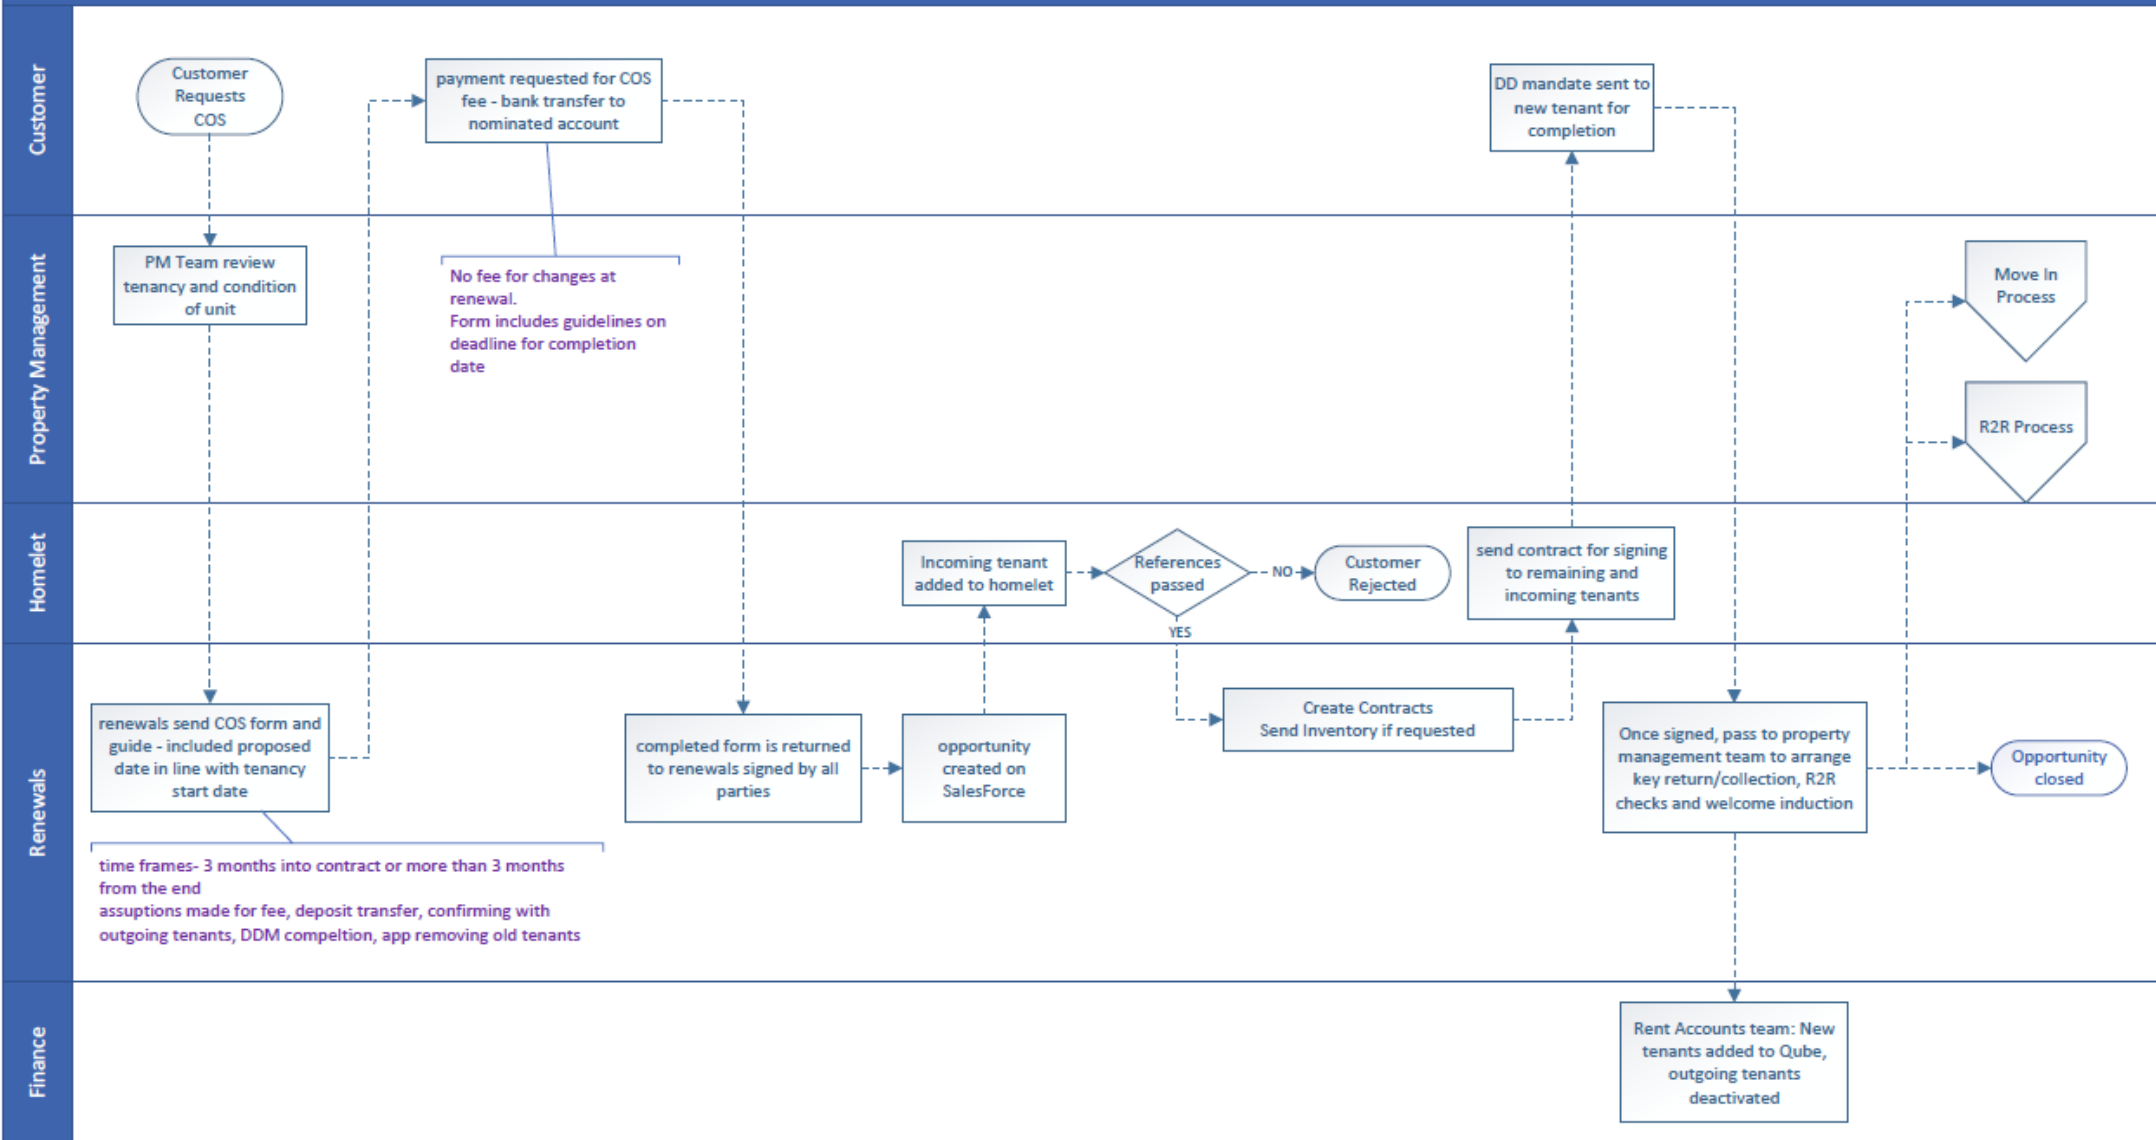 Customer
Customer
Requests
COS
payment requested for COS
fee - bank transfer to
nominated account
DD mandate sent to
new tenant for
completion
Property Management
PM Team review
tenancy and condition
of unit
No fee for changes at
renewal.
Form includes guidelines on
deadline for completion
date
Move In
Process
R2R Process
Homelet
Incoming tenant
added to homelet
References
passed
NO
Customer
Rejected
YES
send contract for signing
to remaining and
incoming tenants
Renewals
renewals send COS form and
guide - included proposed
date in line with tenancy
start date
time frames- 3 months into contract or more than 3 months
from the end
assuptions made for fee, deposit transfer, confirming with
outgoing tenants, DDM compeltion, app removing old tenants
completed form is returned
to renewals signed by all
parties
opportunity
created on
SalesForce
Create Contracts
Send Inventory if requested
Once signed, pass to property
management team to arrange
key return/collection, R2R
checks and welcome induction
Opportunity
closed
Finance
Rent Accounts team: New
tenants added to Qube,
outgoing tenants
deactivated